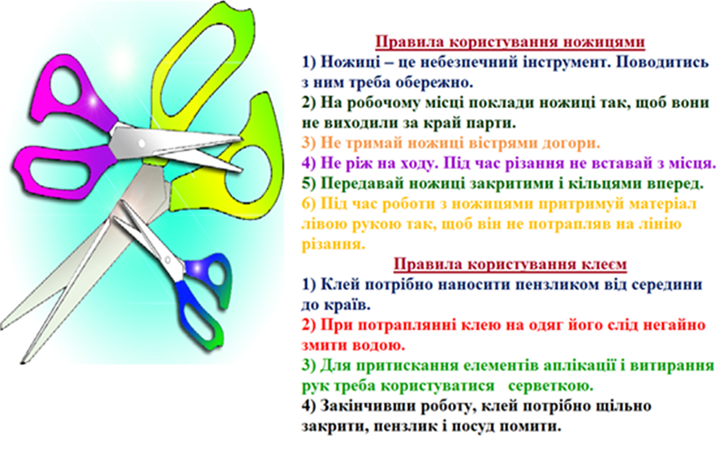 Правила користування ножицями
1) Ножиці – це небезпечний інструмент. Поводитись
з ним треба обережно.
2) На робочому місці поклади ножиці так, щоб вони
не виходили за край парти.
3) Не тримай ножиці вістрями догори.
4) Не ріж на ходу. Під час різання не вставай з місця.
5) Передавай ножиці закритими і кільцями вперед.
6) Під час роботи з ножицями притримуй матеріал
лівою рукою так, щоб він не потрапляв на лінію
різання.
Правила користування клеєм
1) Клей потрібно наносити пензликом від середини
до країв.
2) При потраплянні клею на одяг його слід негайно
змити водою.
3) Для притискання елементів аплікації і витирання
рук треба користуватися серветкою.
4) Закінчивши роботу, клей потрібно щільно
закрити, пензлик і посуд помити.